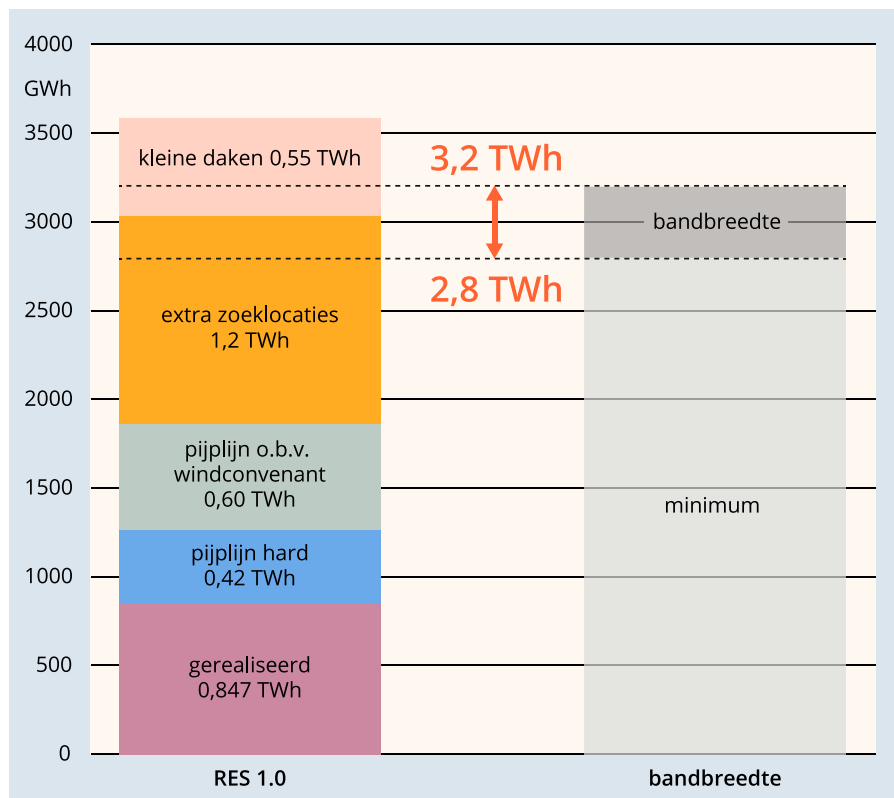 4000
GWh
3500
3000
2500
2000
1500
1000
500
0
kleine daken 0,55 TWh
extra zoeklocaties
1,2 TWh
pijplijn o.b.v.
windconvenant
0,60 TWh
pijplijn hard
0,42 TWh
gerealiseerd
0,847 TWh
3,2 TWh
2,8 TWh
bandbreedte
minimum
RES 1.0
bandbreedte